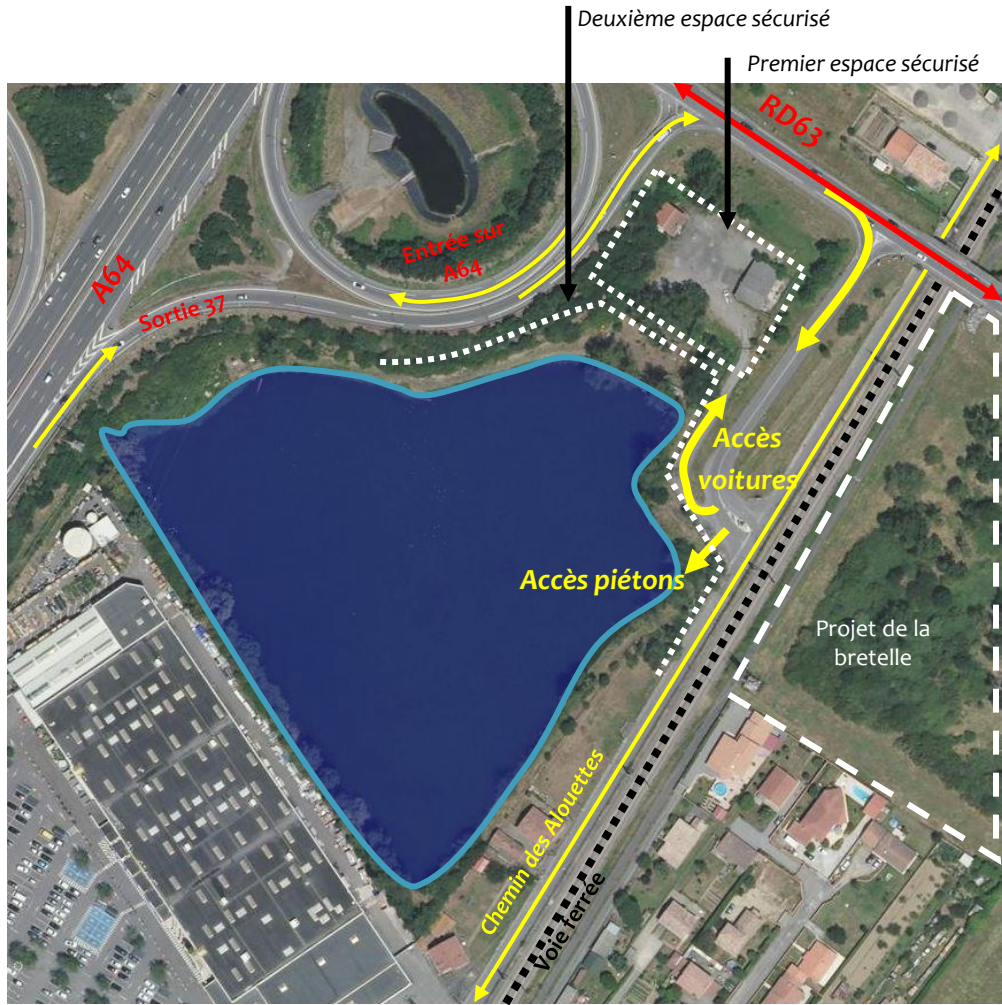 Deuxième espace sécurisé
Premier espace sécurisé
RD63
Entrée sur
A64
A64
Sortie 37
Accès
voitures
Accès piétons
Projet de la
bretelle
Chemin des Alouettes
Voie ferrée